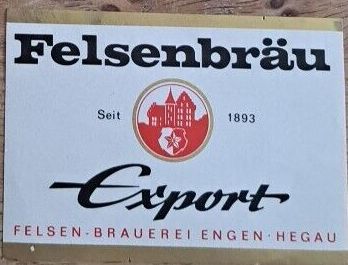 Felsenbräu
Seit 1893
Export
FELSEN-BRAUEREI ENGEN·HEGAU